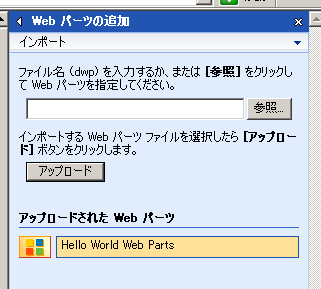 Web パーツの追加
インポート
ファイル名 (dwp) を入力するか、または [参照] をクリックし
て Web パーツを指定してください。
参照...
インポートする Web パーツ ファイルを選択したら [アップロー
ド] ボタンをクリックします。
アップロード
アップロードされた Web パーツ
Hello World Web Parts